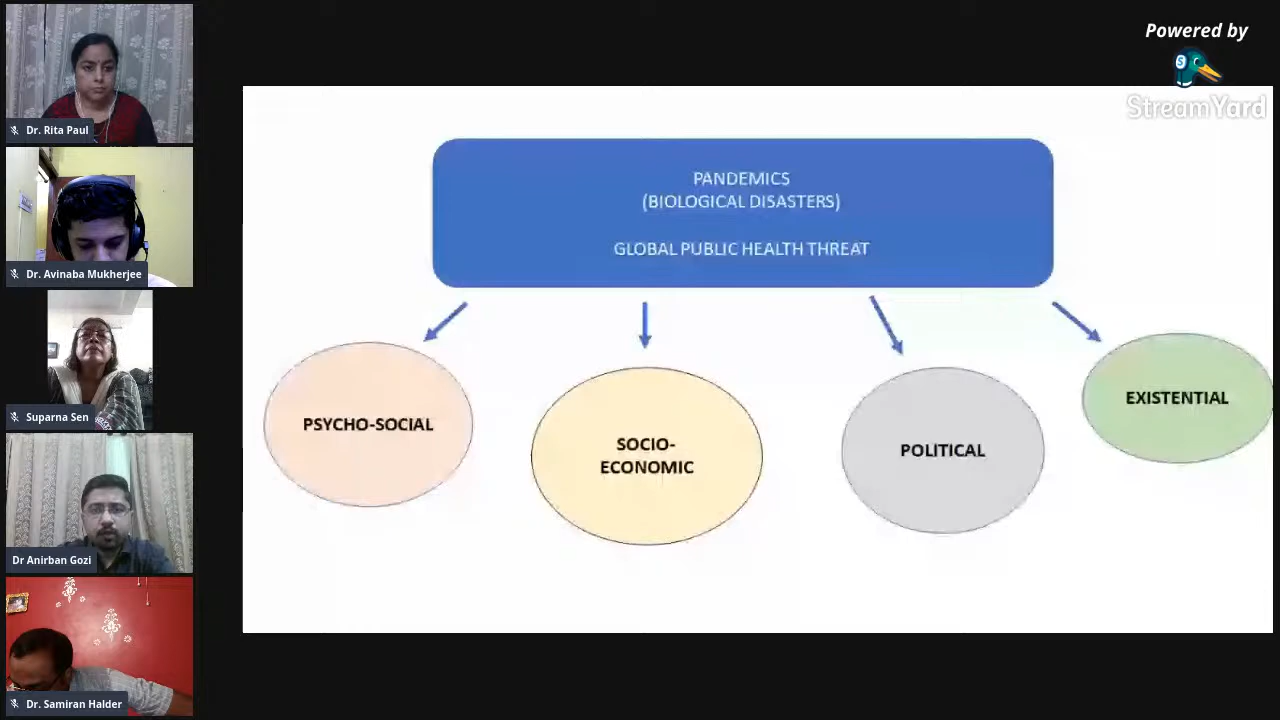 Powered by
StreamYard
Dr. Rita Paul
Dr. Avinaba Mukherjee
Suparna Sen
Dr Anirban Gozi
Dr. Samiran Halder
PANDEMICS
(BIOLOGICAL DISASTERS)
GLOBAL PUBLIC HEALTH THREAT
PSYCHO-SOCIAL
SOCIO-
ECONOMIC
POLITICAL
EXISTENTIAL